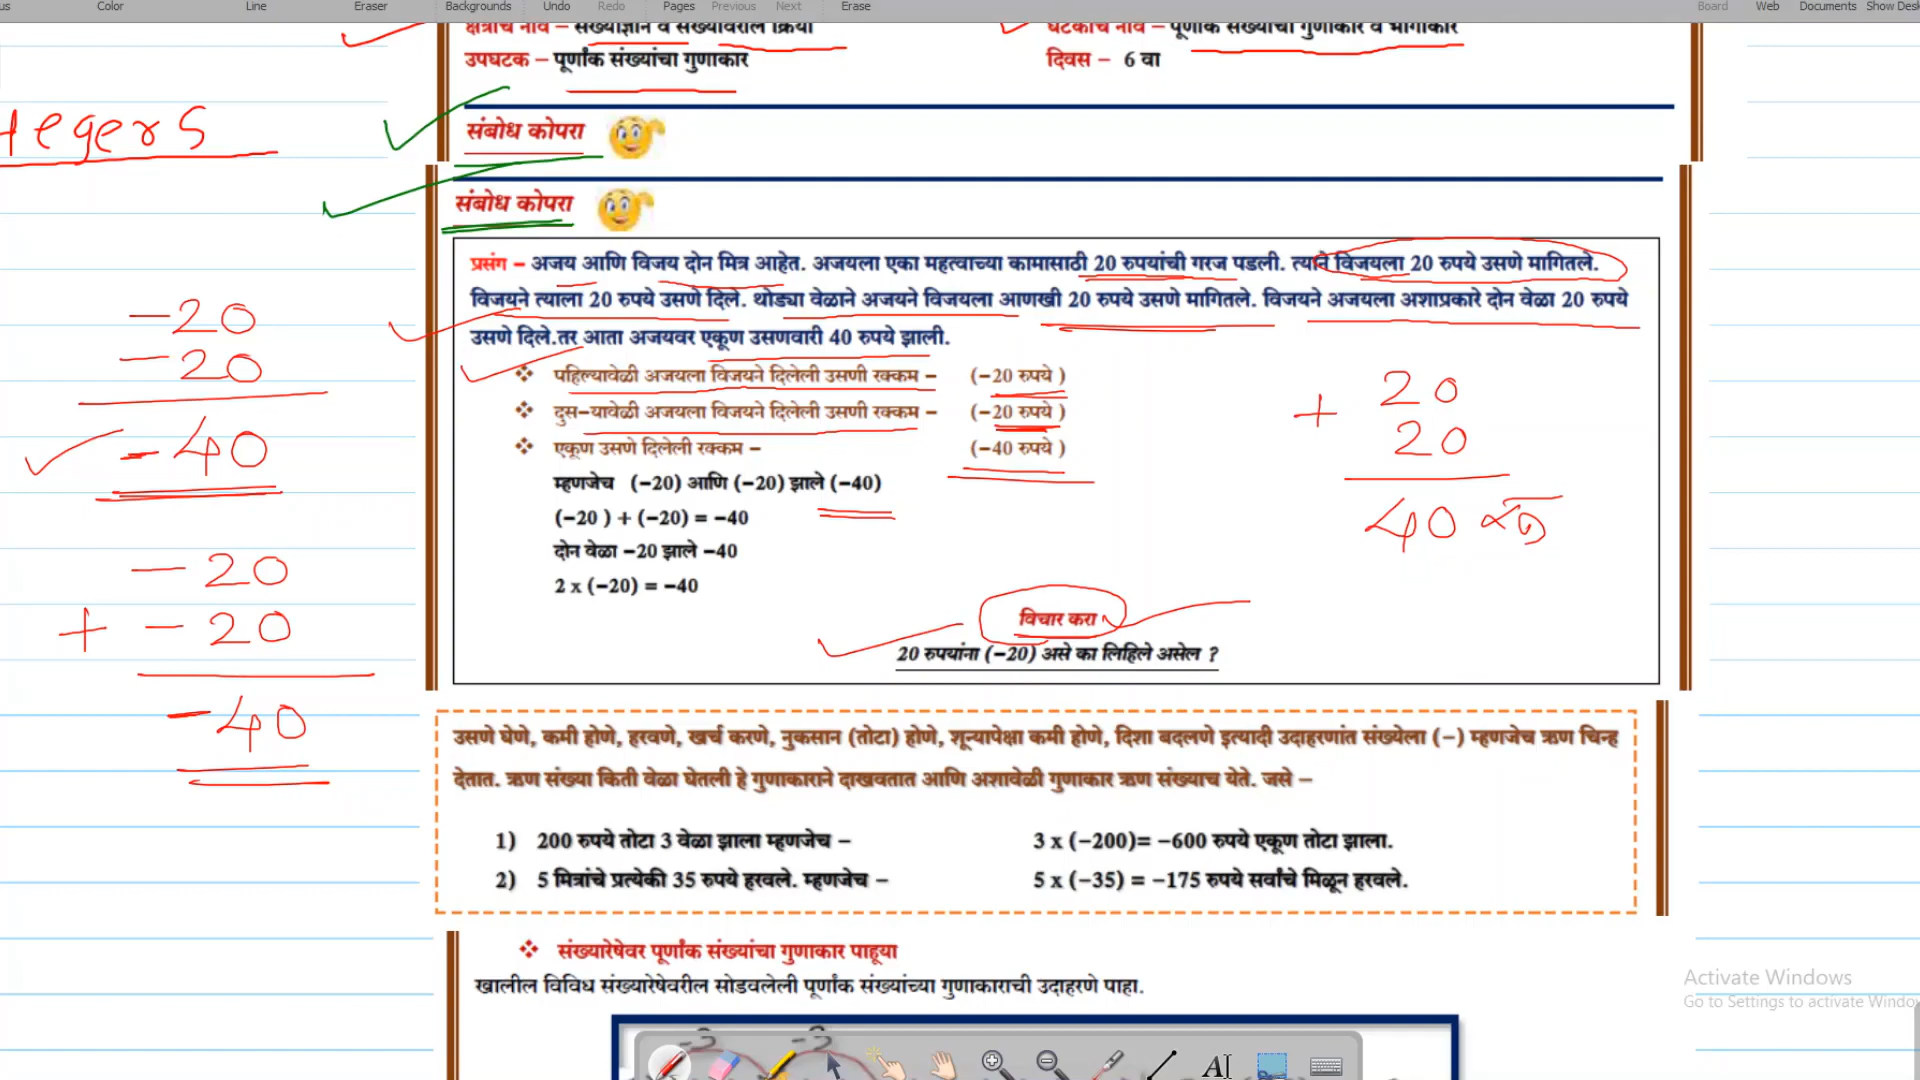 Color
Line
Eraser
Backgrounds
Undo
Redo
Pages
Previous
Next
Erase
Board
Web
Documents
Show Desk
क्षेत्राचे नाव – संख्याज्ञान व संख्यावरील क्रिया
घटकाचे नाव – पूर्णांक संख्यांचा गुणाकार व भागाकार
उपघटक – पूर्णांक संख्यांचा गुणाकार
दिवस – 6 वा
tegers
संबोध कोपरा
संबोध कोपरा
प्रसंग – अजय आणि विजय दोन मित्र आहेत. अजयला एका महत्वाच्या कामासाठी 20 रुपयांची गरज पडली. त्याने विजयला 20 रुपये उसणे मागितले.
विजयने त्याला 20 रुपये उसणे दिले. थोड्या वेळाने अजयने विजयला आणखी 20 रुपये उसणे मागितले. विजयने अजयला अशाप्रकारे दोन वेळा 20 रुपये
उसणे दिले.तर आता अजयवर एकूण उसणवारी 40 रुपये झाली.
❖ पहिल्यावेळी अजयला विजयने दिलेली उसणी रक्कम – (–20 रुपये )
❖ दुस–यावेळी अजयला विजयने दिलेली उसणी रक्कम – (–20 रुपये )
❖ एकूण उसणे दिलेली रक्कम – (–40 रुपये )
म्हणजेच (–20) आणि (–20) झाले (–40)
(–20 ) + (–20) = –40
दोन वेळा –20 झाले –40
2 x (–20) = –40
विचार करा
20 रुपयांना (–20) असे का लिहिले असेल ?
–20
–20
–40
–20
+ –20
–40
20
+ 20
40
उसणे घेणे, कमी होणे, हरवणे, खर्च करणे, नुकसान (तोटा) होणे, शून्यापेक्षा कमी होणे, दिशा बदलणे इत्यादी उदाहरणांत संख्येला (–) म्हणजेच ऋण चिन्ह
देतात. ऋण संख्या किती वेळा घेतली हे गुणाकाराने दाखवतात आणि अशावेळी गुणाकार ऋण संख्याच येते. जसे –
1) 200 रुपये तोटा 3 वेळा झाला म्हणजेच – 3 x (–200)= –600 रुपये एकूण तोटा झाला.
2) 5 मित्रांचे प्रत्येकी 35 रुपये हरवले. म्हणजेच – 5 x (–35) = –175 रुपये सर्वांचे मिळून हरवले.
❖ संख्यारेषेवर पूर्णांक संख्यांचा गुणाकार पाहूया
खालील विविध संख्यारेषेवरील सोडवलेली पूर्णांक संख्यांच्या गुणाकाराची उदाहरणे पाहा.
Activate Windows
Go to Settings to activate Windo